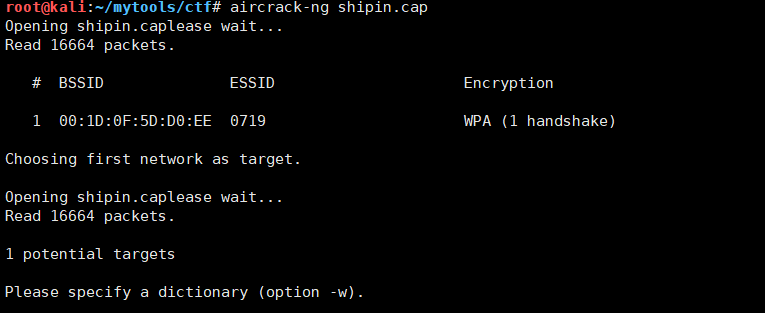 root@kali:~/mytools/ctf# aircrack-ng shipin.cap
Opening shipin.caplease wait...
Read 16664 packets.
# BSSID ESSID Encryption
1 00:1D:0F:5D:D0:EE 0719 WPA (1 handshake)
Choosing first network as target.
Opening shipin.caplease wait...
Read 16664 packets.
1 potential targets
Please specify a dictionary (option -w).